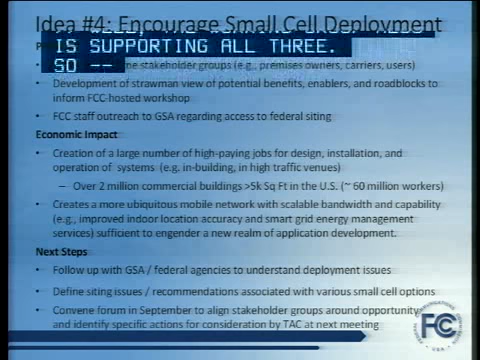 Idea #4: Encourage Small Cell Deployment
IS SUPPORTING ALL THREE.
SO --
stakeholder groups (e.g., premises owners, carriers, users)
• Development of strawman view of potential benefits, enablers, and roadblocks to
inform FCC-hosted workshop
• FCC staff outreach to GSA regarding access to federal siting
Economic Impact
• Creation of a large number of high-paying jobs for design, installation, and
operation of systems (e.g. in-building, in high traffic venues)
– Over 2 million commercial buildings >5k Sq Ft in the U.S. (~ 60 million workers)
• Creates a more ubiquitous mobile network with scalable bandwidth and capability
(e.g., improved indoor location accuracy and smart grid energy management
services) sufficient to engender a new realm of application development.
Next Steps
• Follow up with GSA / federal agencies to understand deployment issues
• Define siting issues / recommendations associated with various small cell options
• Convene forum in September to align stakeholder groups around opportunity
and identify specific actions for consideration by TAC at next meeting
FCC